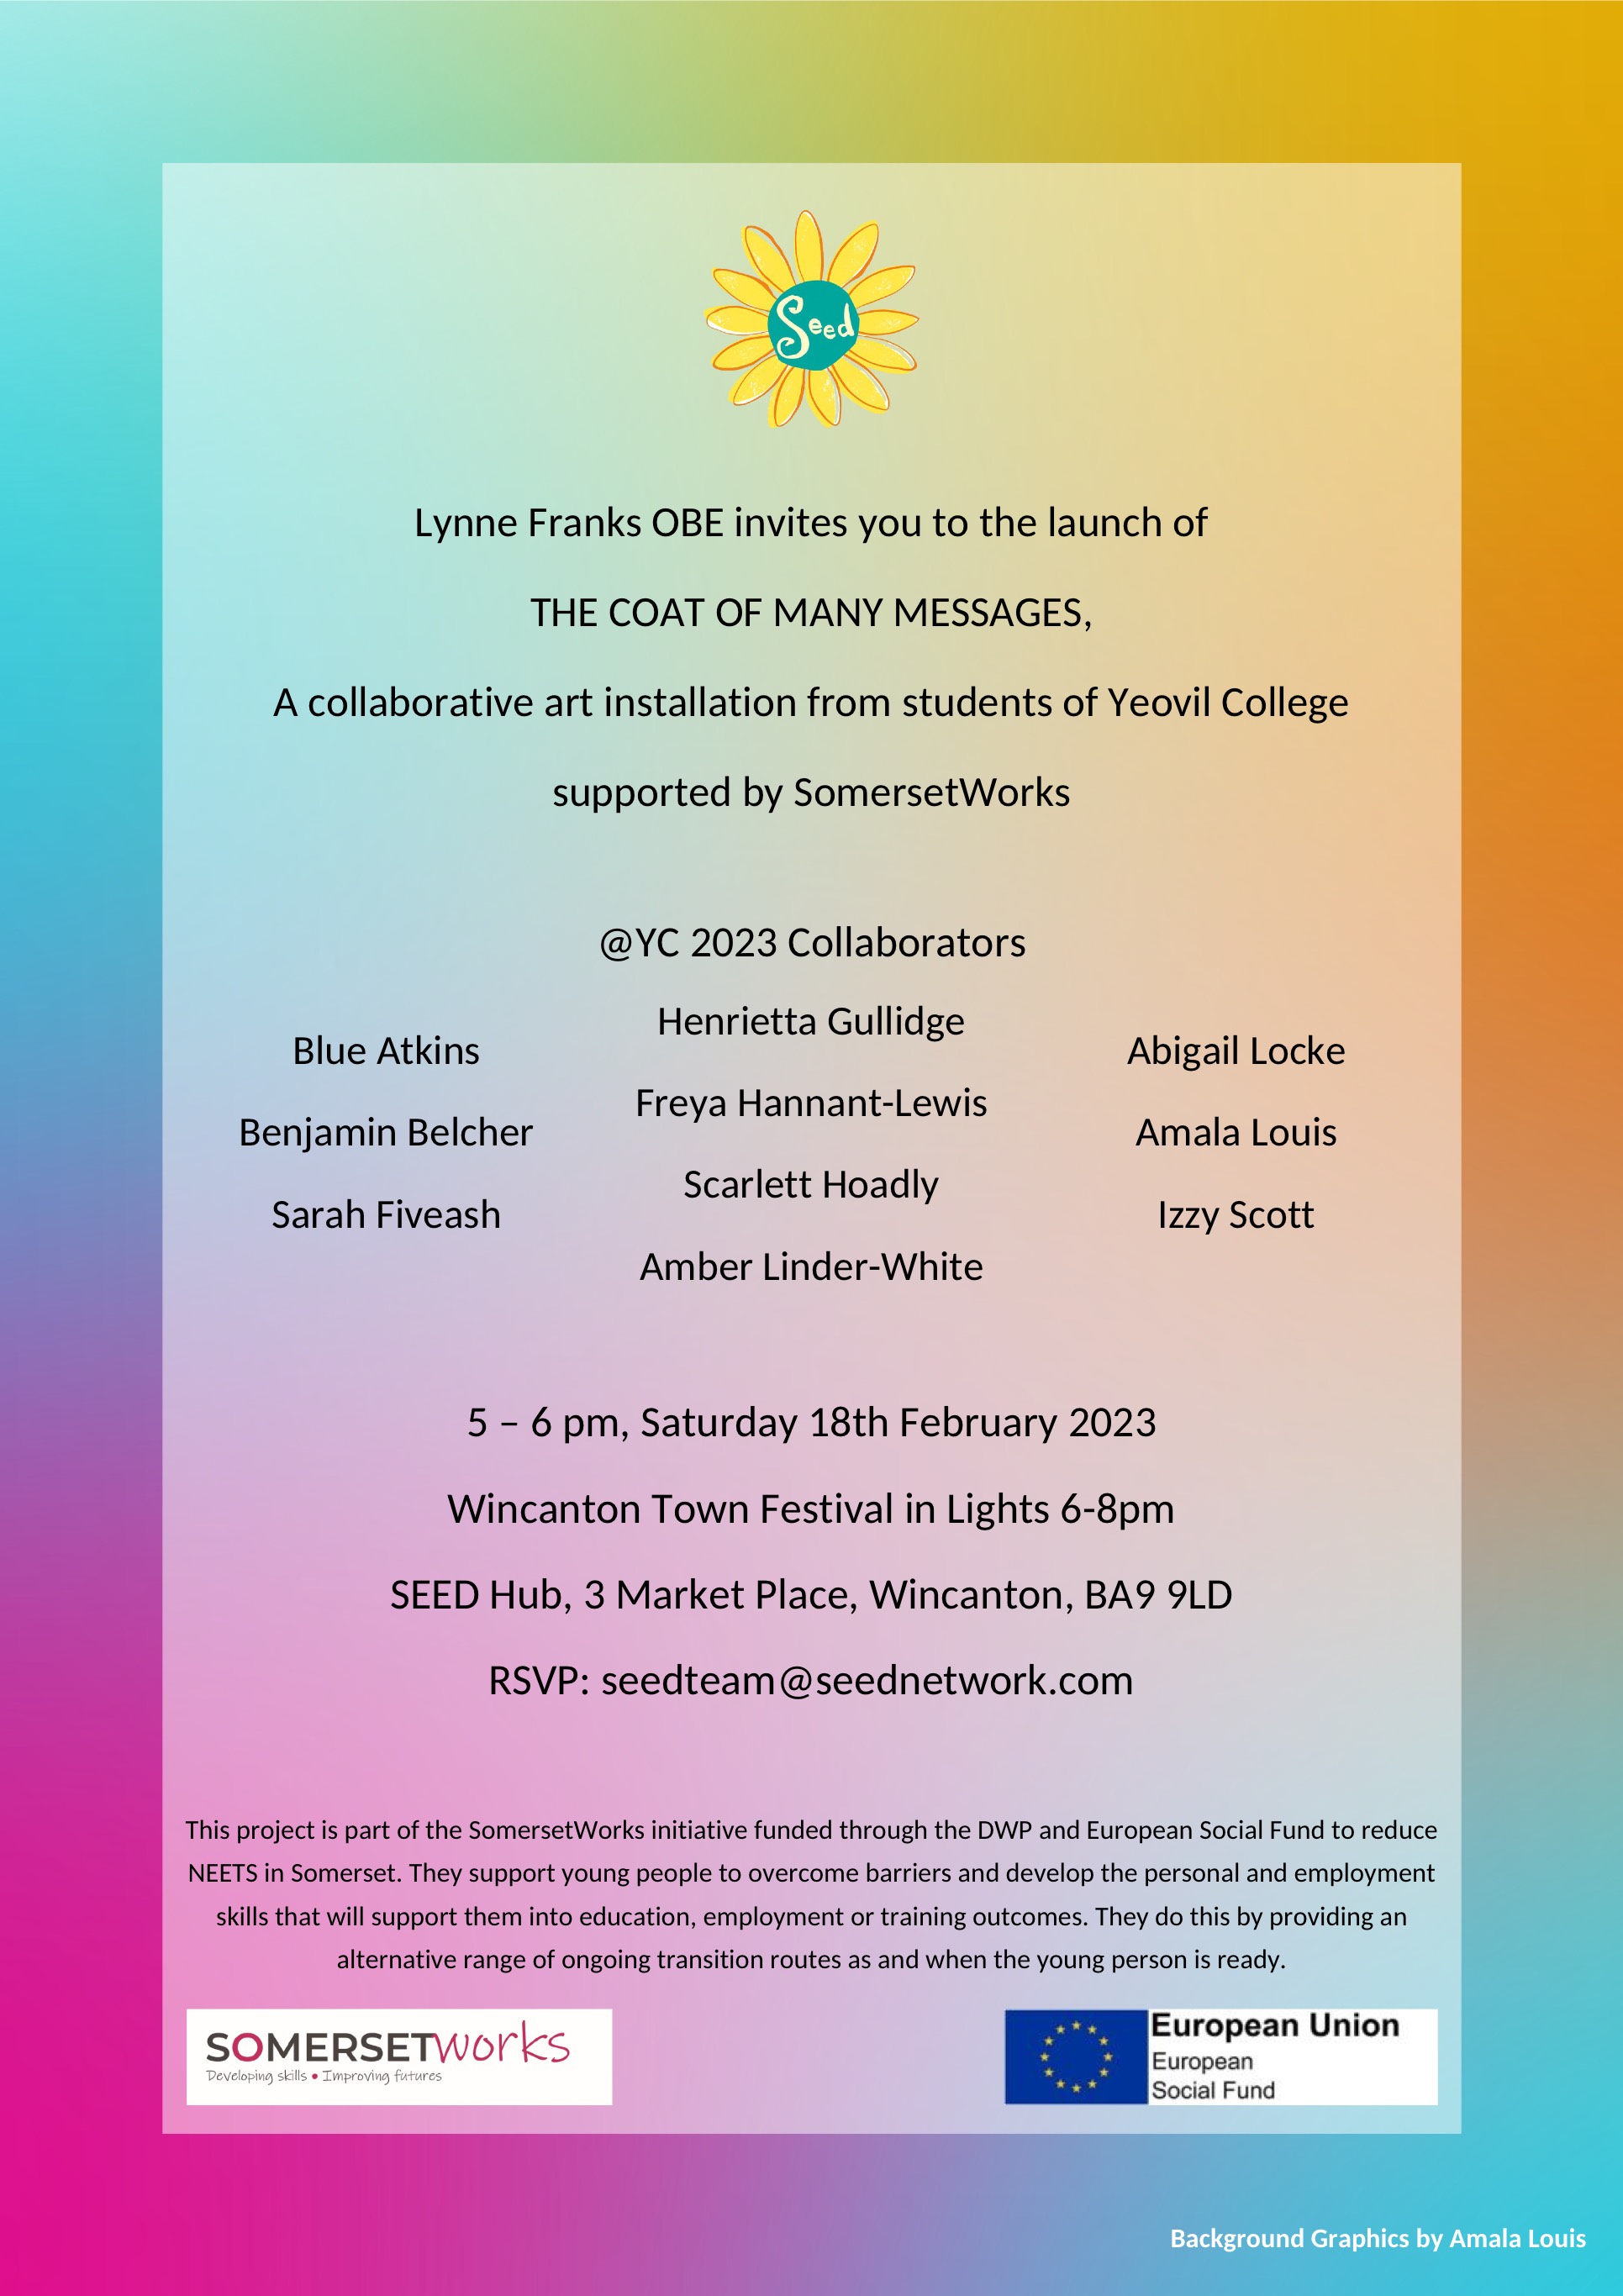 Seed
Lynne Franks OBE invites you to the launch of
THE COAT OF MANY MESSAGES,
A collaborative art installation from students of Yeovil College
supported by SomersetWorks
@YC 2023 Collaborators
Blue Atkins
Benjamin Belcher
Sarah Fiveash
Henrietta Gullidge
Freya Hannant-Lewis
Scarlett Hoadly
Amber Linder-White
Abigail Locke
Amala Louis
Izzy Scott
5 – 6 pm, Saturday 18th February 2023
Wincanton Town Festival in Lights 6-8pm
SEED Hub, 3 Market Place, Wincanton, BA9 9LD
RSVP: seedteam@seednetwork.com
This project is part of the SomersetWorks initiative funded through the DWP and European Social Fund to reduce
NEETS in Somerset. They support young people to overcome barriers and develop the personal and employment
skills that will support them into education, employment or training outcomes. They do this by providing an
alternative range of ongoing transition routes as and when the young person is ready.
SOMERSETworks
Developing skills • Improving futures
European Union
European
Social Fund
Background Graphics by Amala Louis